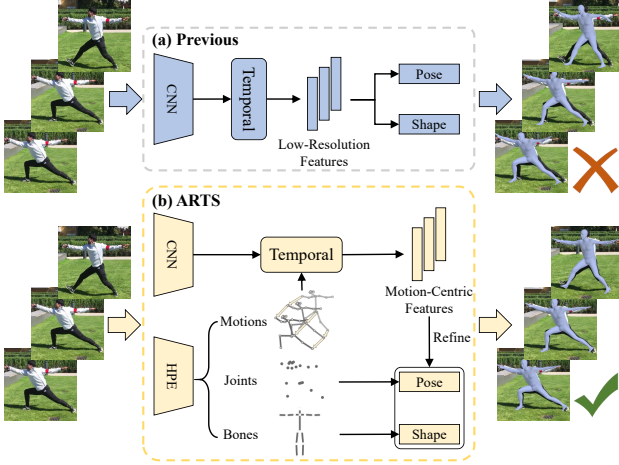 (a) Previous
CNN
Temporal
Low-Resolution
Features
Pose
Shape
(b) ARTS
CNN
Temporal
Motion-Centric
Features
Refine
HPE
Motions
Joints
Bones
Pose
Shape